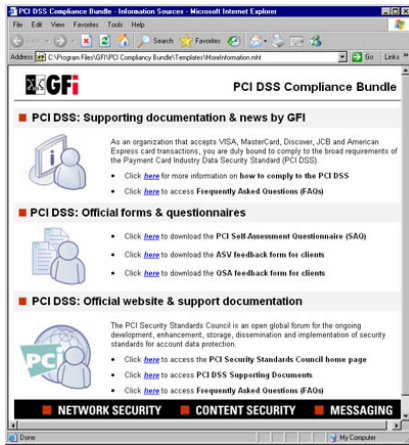 PCI DSS Compliance Bundle - Information Sources - Microsoft Internet Explorer
File Edit View Favorites Tools Help
Search Favorites
Address C:\Program Files\GFI\PCI Compliancy Bundle\Templates\MoreInformation.mht Go Links »
GFi PCI DSS Compliance Bundle
PCI DSS: Supporting documentation & news by GFI
As an organization that accepts VISA, MasterCard, Discover, JCB and American
Express card transactions, you are duly bound to comply to the broad requirements of
the Payment Card Industry Data Security Standard (PCI DSS).
• Click here for more information on how to comply to the PCI DSS
• Click here to access Frequently Asked Questions (FAQs)
PCI DSS: Official forms & questionnaires
• Click here to download the PCI Self-Assessment Questionnaire (SAQ)
• Click here to download the ASV feedback form for clients
• Click here to download the QSA feedback form for clients
PCI DSS: Official website & support documentation
The PCI Security Standards Council is an open global forum for the ongoing
development, enhancement, storage, dissemination and implementation of security
standards for account data protection.
PCi
• Click here to access the PCI Security Standards Council home page
• Click here to access PCI DSS Supporting Documents
• Click here to access Frequently Asked Questions (FAQs)
NETWORK SECURITY CONTENT SECURITY MESSAGING
Done My Computer